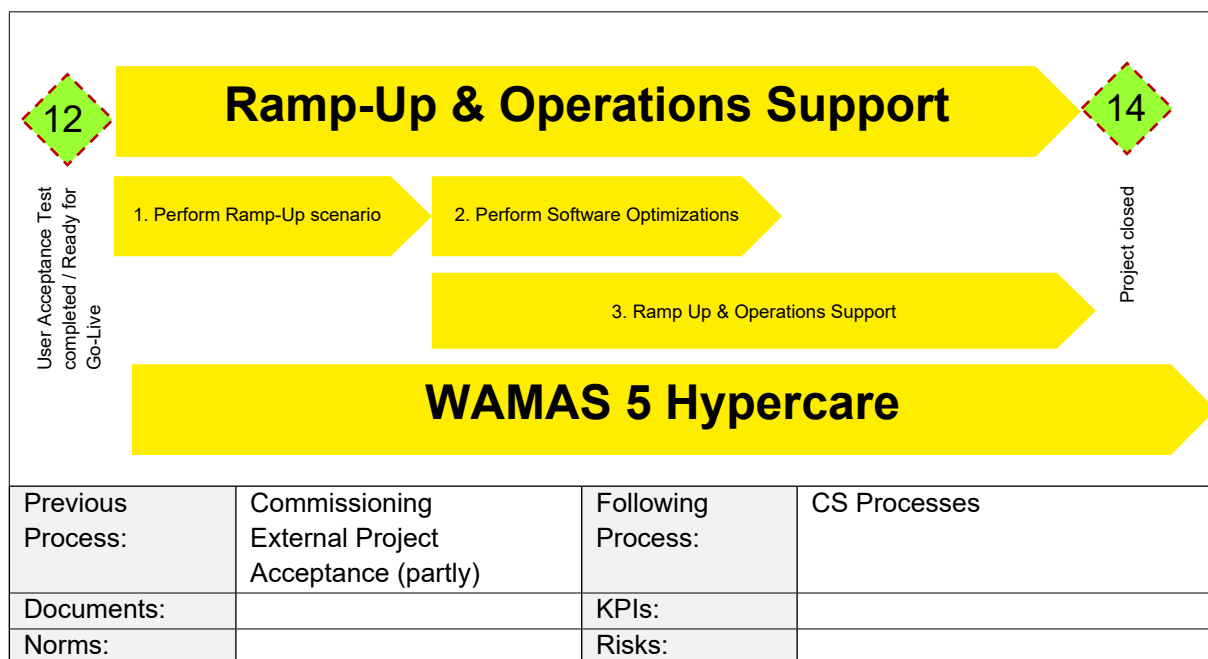 12
Ramp-Up & Operations Support
14
User Acceptance Test
completed / Ready for
Go-Live
1. Perform Ramp-Up scenario
2. Perform Software Optimizations
Project closed
3. Ramp Up & Operations Support
WAMAS 5 Hypercare
Previous
Process:
Commissioning
External Project
Acceptance (partly)
Following
Process:
CS Processes
Documents:
KPIs:
Norms:
Risks: